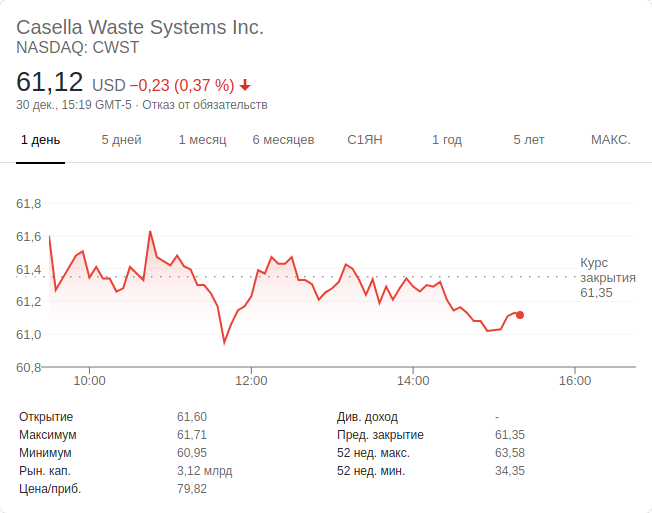 Casella Waste Systems Inc.
NASDAQ: CWST
61,12 USD −0,23 (0,37 %)
30 дек., 15:19 GMT-5 · Отказ от обязательств
1 день 5 дней 1 месяц 6 месяцев С1ЯН 1 год 5 лет МАКС.
61,8
61,6
61,4
61,2
61,0
60,8
Курс
закрытия
61,35
10:00 12:00 14:00 16:00
Открытие 61,60 Див. доход -
Максимум 61,71 Пред. закрытие 61,35
Минимум 60,95 52 нед. макс. 63,58
Рын. кап. 3,12 млрд 52 нед. мин. 34,35
Цена/приб. 79,82